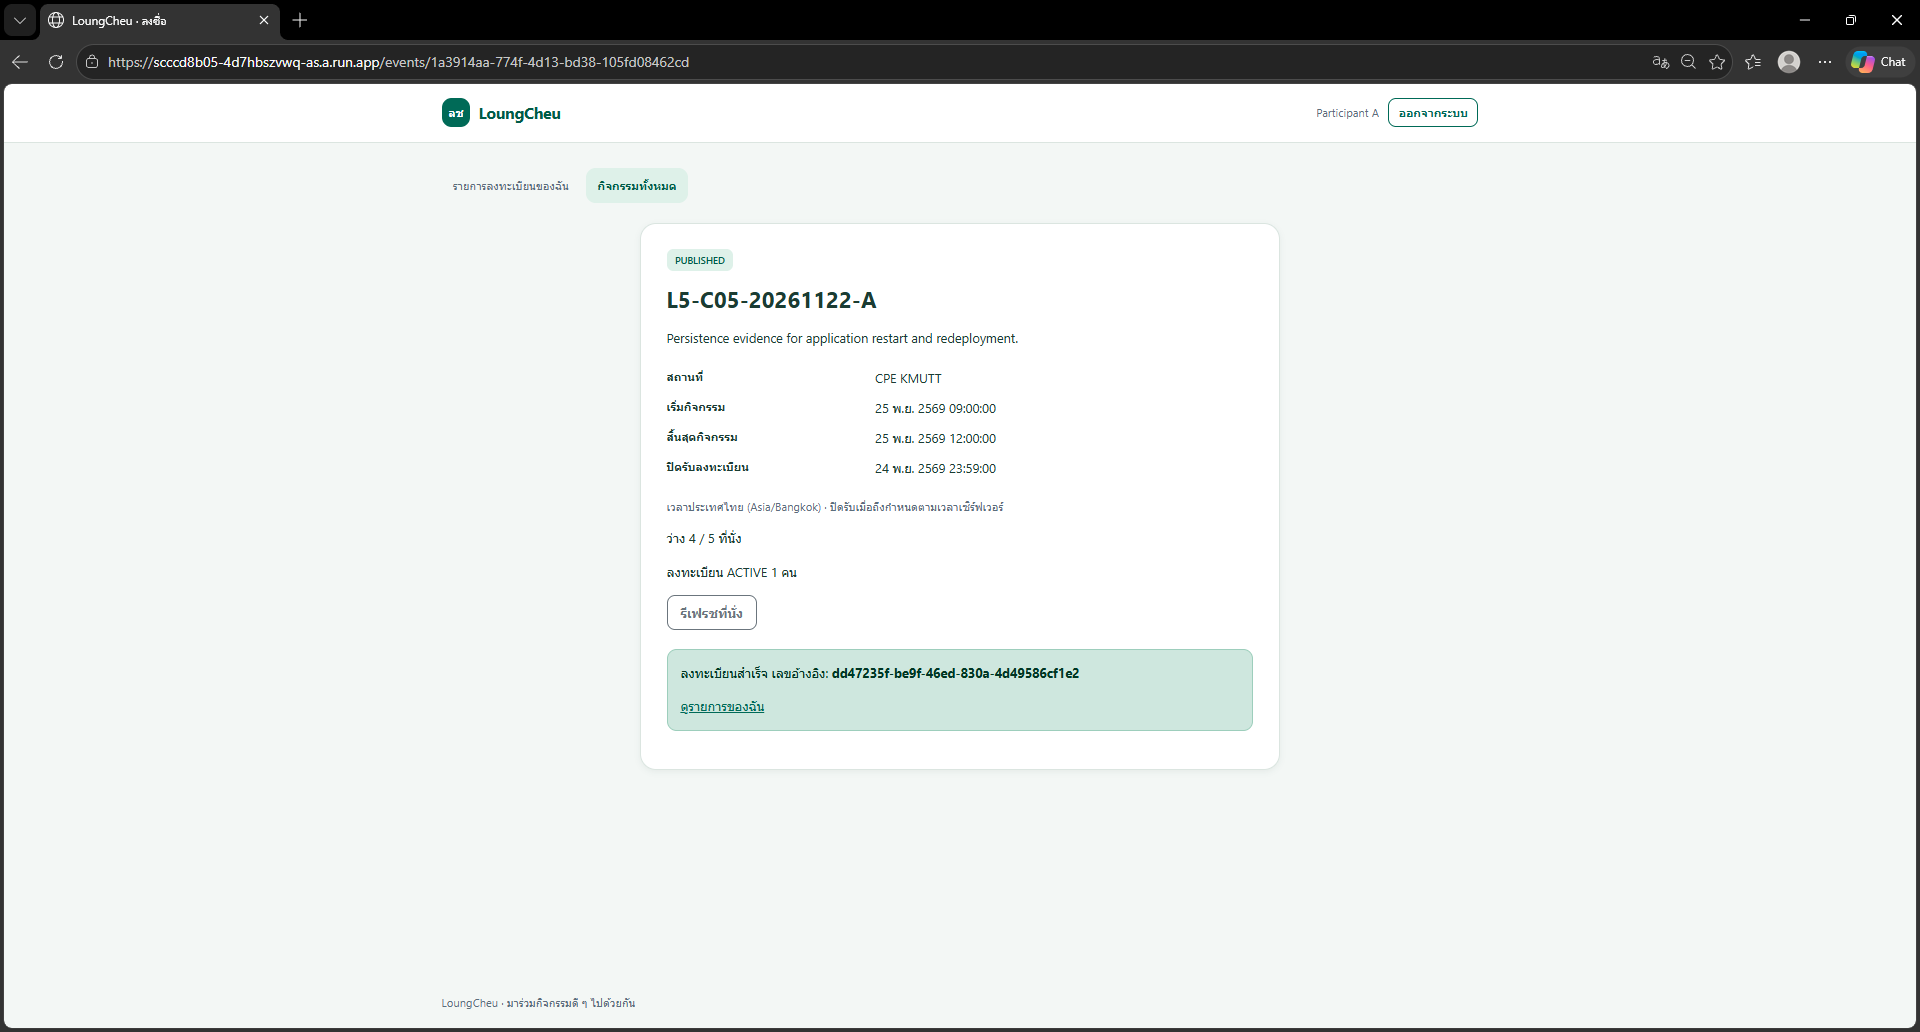 LoungCheu · ลงชื่อ
https://scccd8b05-4d7hbszvwq-as.a.run.app/events/1a3914aa-774f-4d13-bd38-105fd08462cd
Chat
ลช LoungCheu
Participant A ออกจากระบบ
รายการลงทะเบียนของฉัน กิจกรรมทั้งหมด
PUBLISHED
L5-C05-20261122-A
Persistence evidence for application restart and redeployment.
สถานที่ CPE KMUTT
เริ่มกิจกรรม 25 พ.ย. 2569 09:00:00
สิ้นสุดกิจกรรม 25 พ.ย. 2569 12:00:00
ปิดรับลงทะเบียน 24 พ.ย. 2569 23:59:00
เวลาประเทศไทย (Asia/Bangkok) · ปิดรับเมื่อถึงกำหนดตามเวลาเซิร์ฟเวอร์
ว่าง 4 / 5 ที่นั่ง
ลงทะเบียน ACTIVE 1 คน
รีเฟรชที่นั่ง
ลงทะเบียนสำเร็จ เลขอ้างอิง: dd47235f-be9f-46ed-830a-4d49586cf1e2
ดูรายการของฉัน
LoungCheu · มาร่วมกิจกรรมดี ๆ ไปด้วยกัน